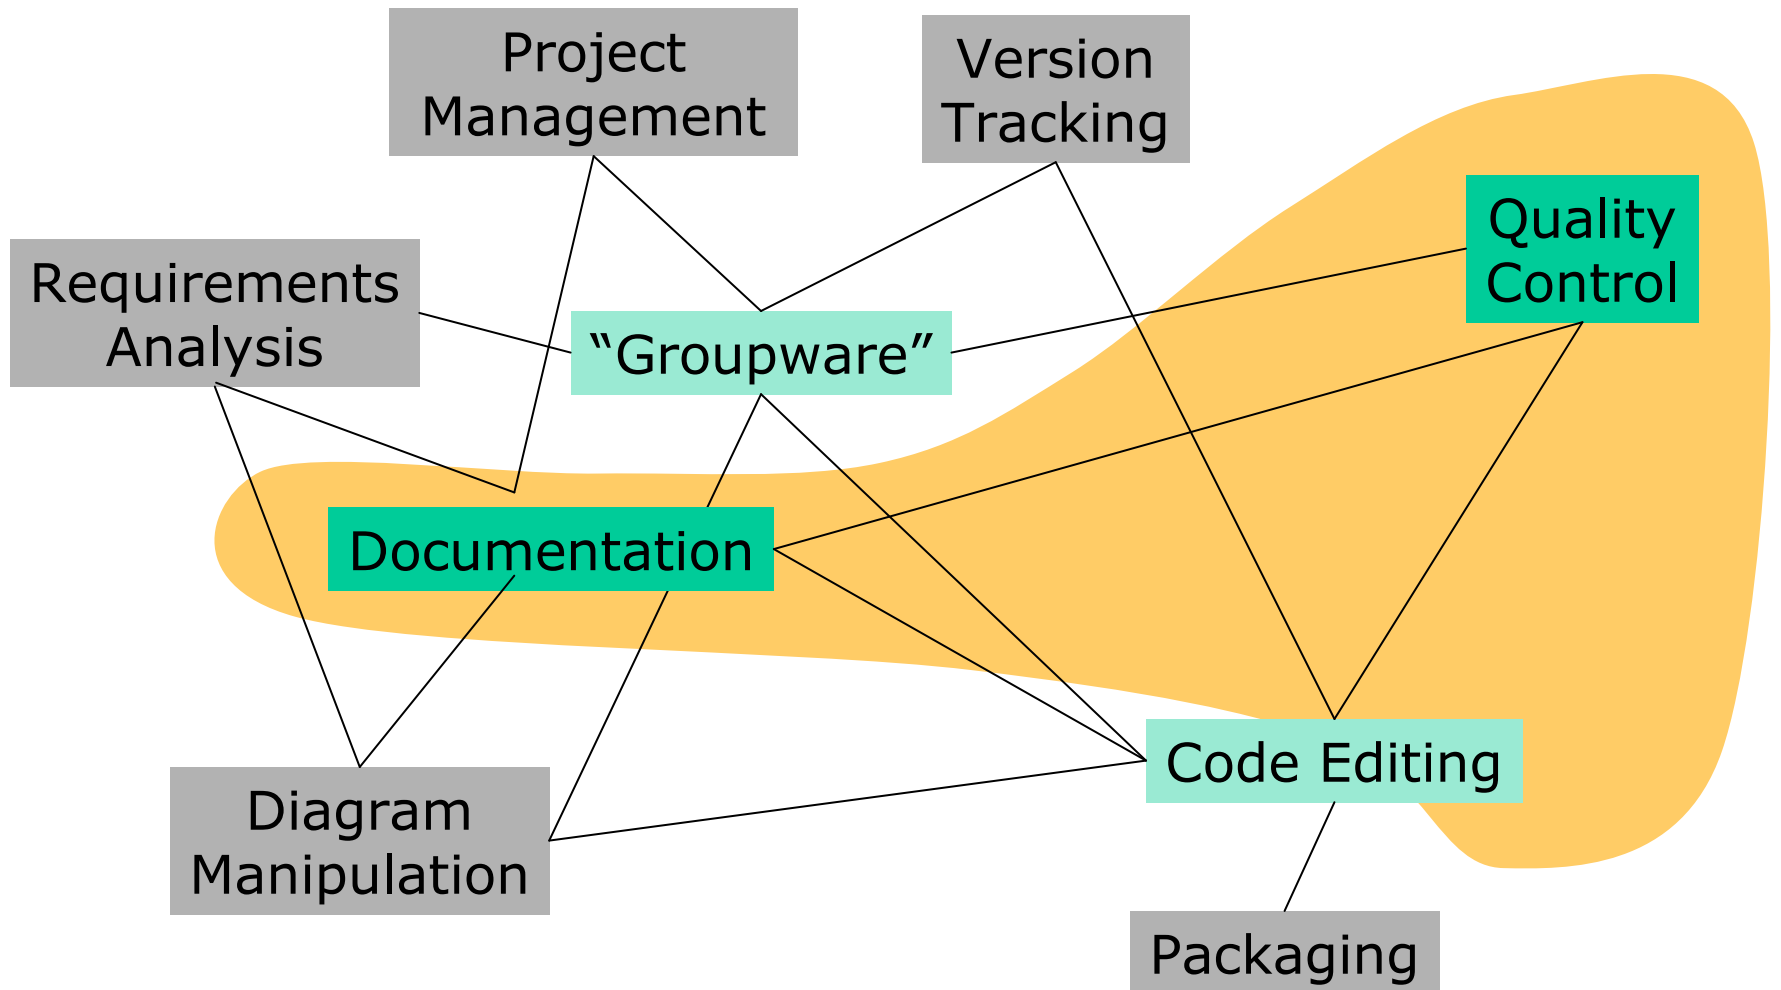 Project
Management
Version
Tracking
Quality
Control
Requirements
Analysis
“Groupware”
Documentation
Code Editing
Diagram
Manipulation
Packaging